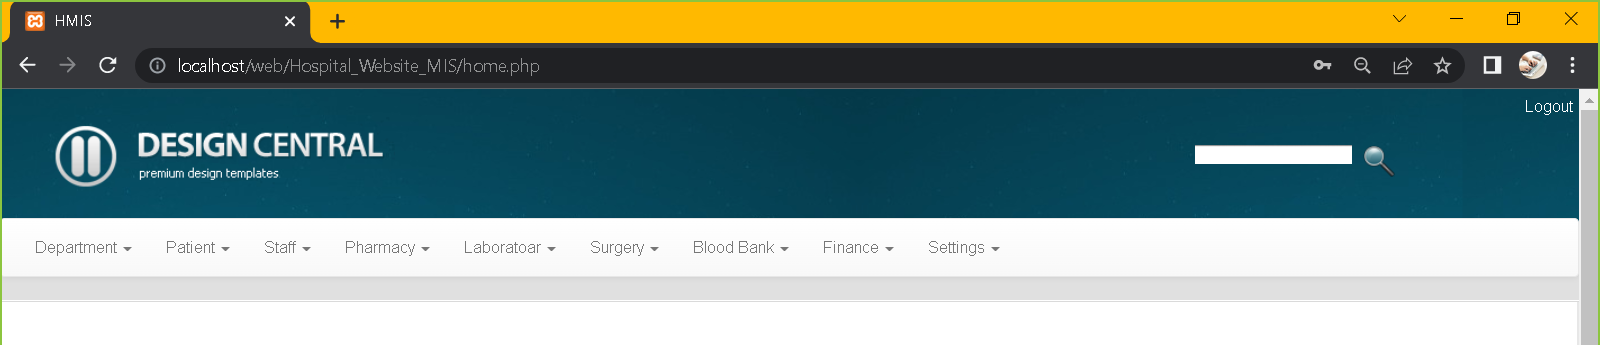 HMIS
localhost/web/Hospital_Website_MIS/home.php
Logout
DESIGN CENTRAL
premium design templates
Department Patient Staff Pharmacy Laboratoar Surgery Blood Bank Finance Settings